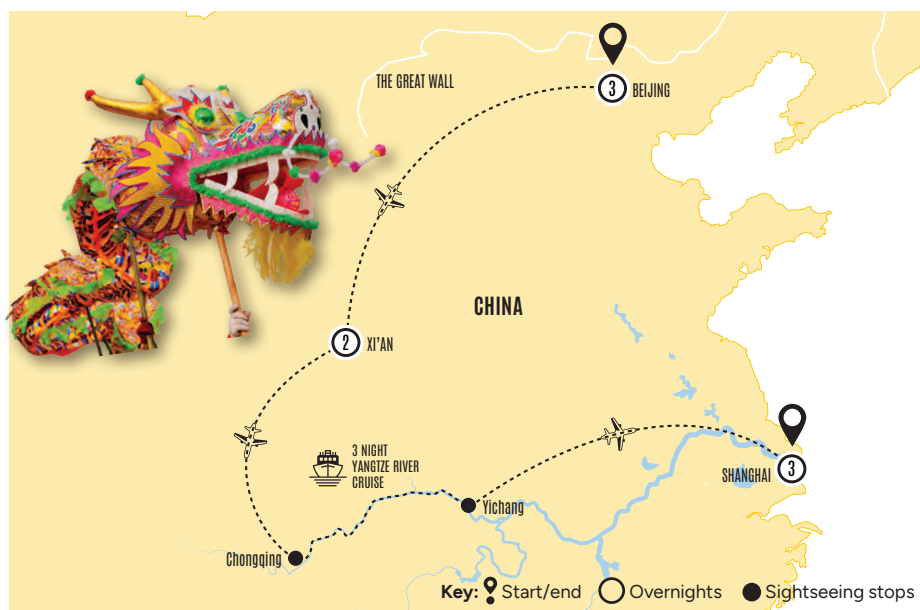 THE GREAT WALL
3 BEIJING
CHINA
2 XI'AN
3 NIGHT
YANGTZE RIVER
CRUISE
SHANGHAI 3
Yichang
Chongqing
Key: Start/end Overnights Sightseeing stops